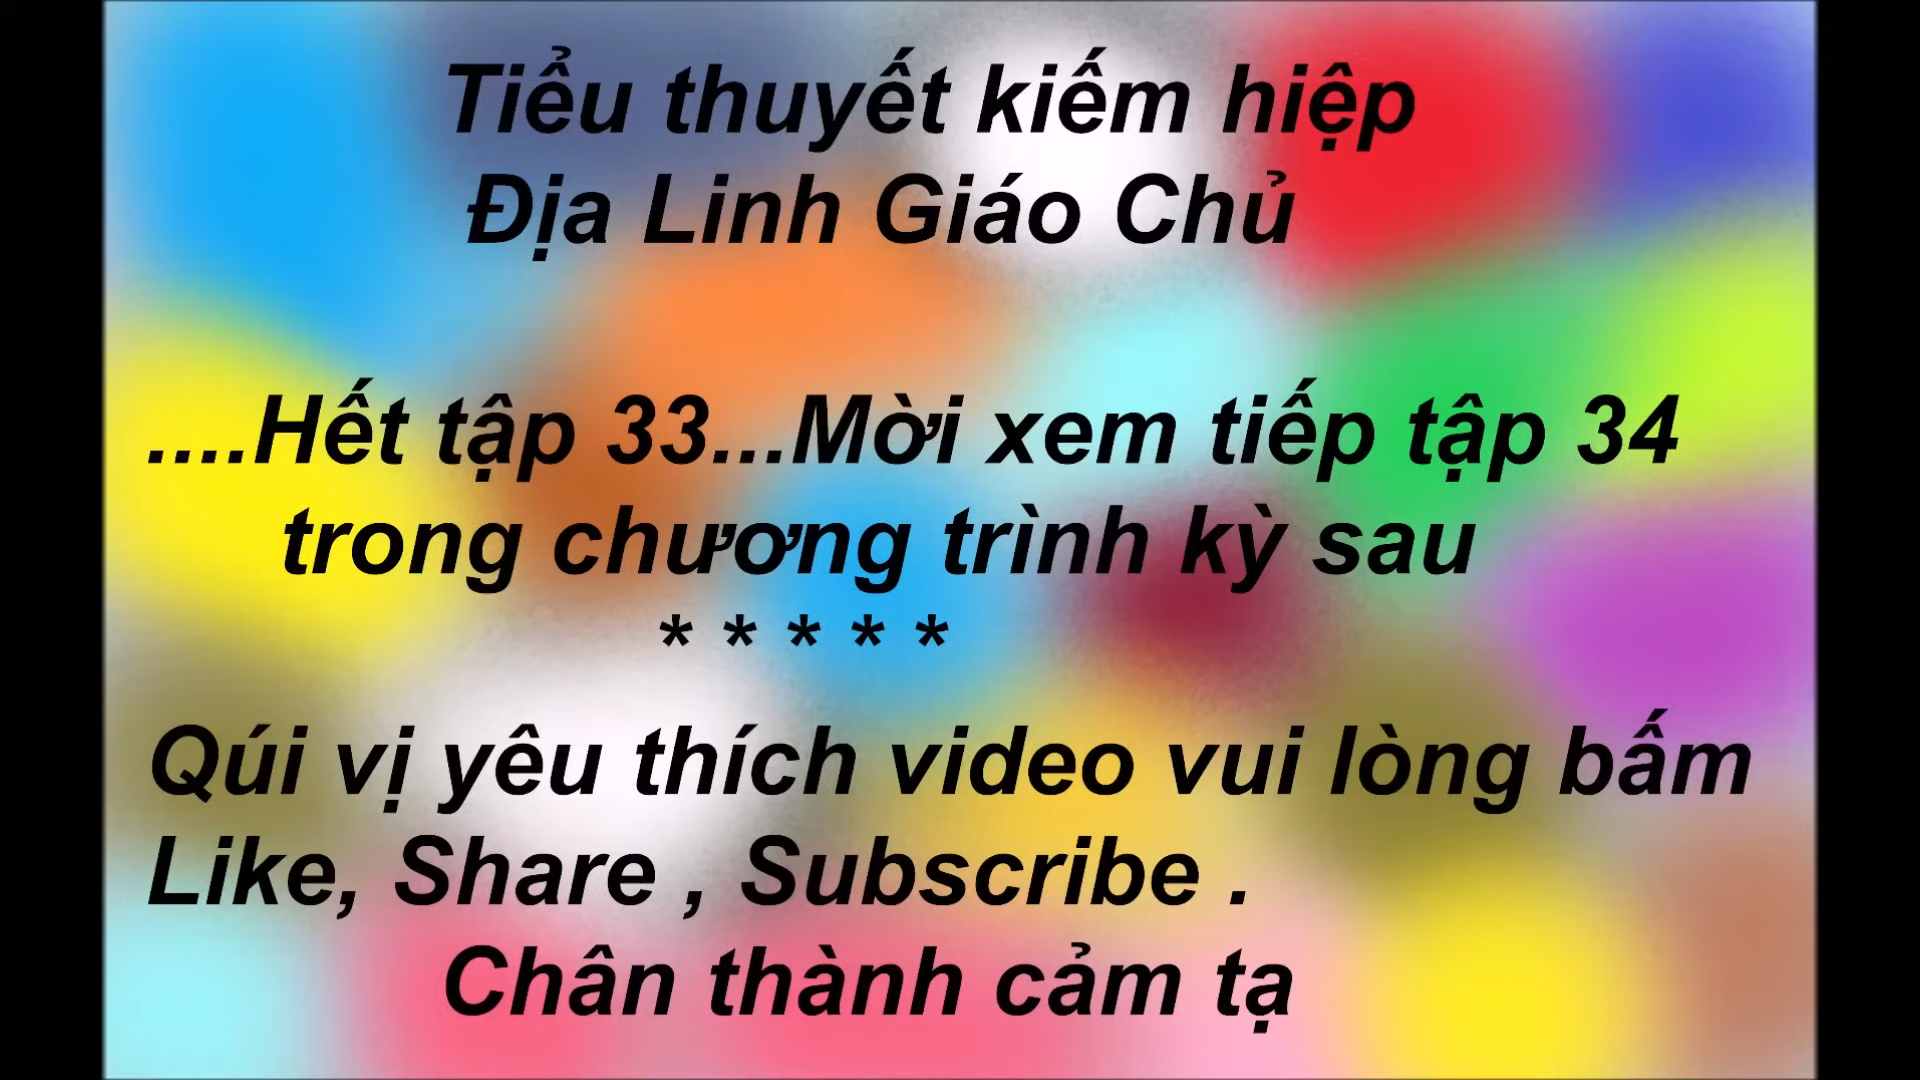 Tiểu thuyết kiếm hiệp
Địa Linh Giáo Chủ
....Hết tập 33...Mời xem tiếp tập 34
trong chương trình kỳ sau
* * * * *
Qúi vị yêu thích video vui lòng bấm
Like, Share , Subscribe .
Chân thành cảm tạ